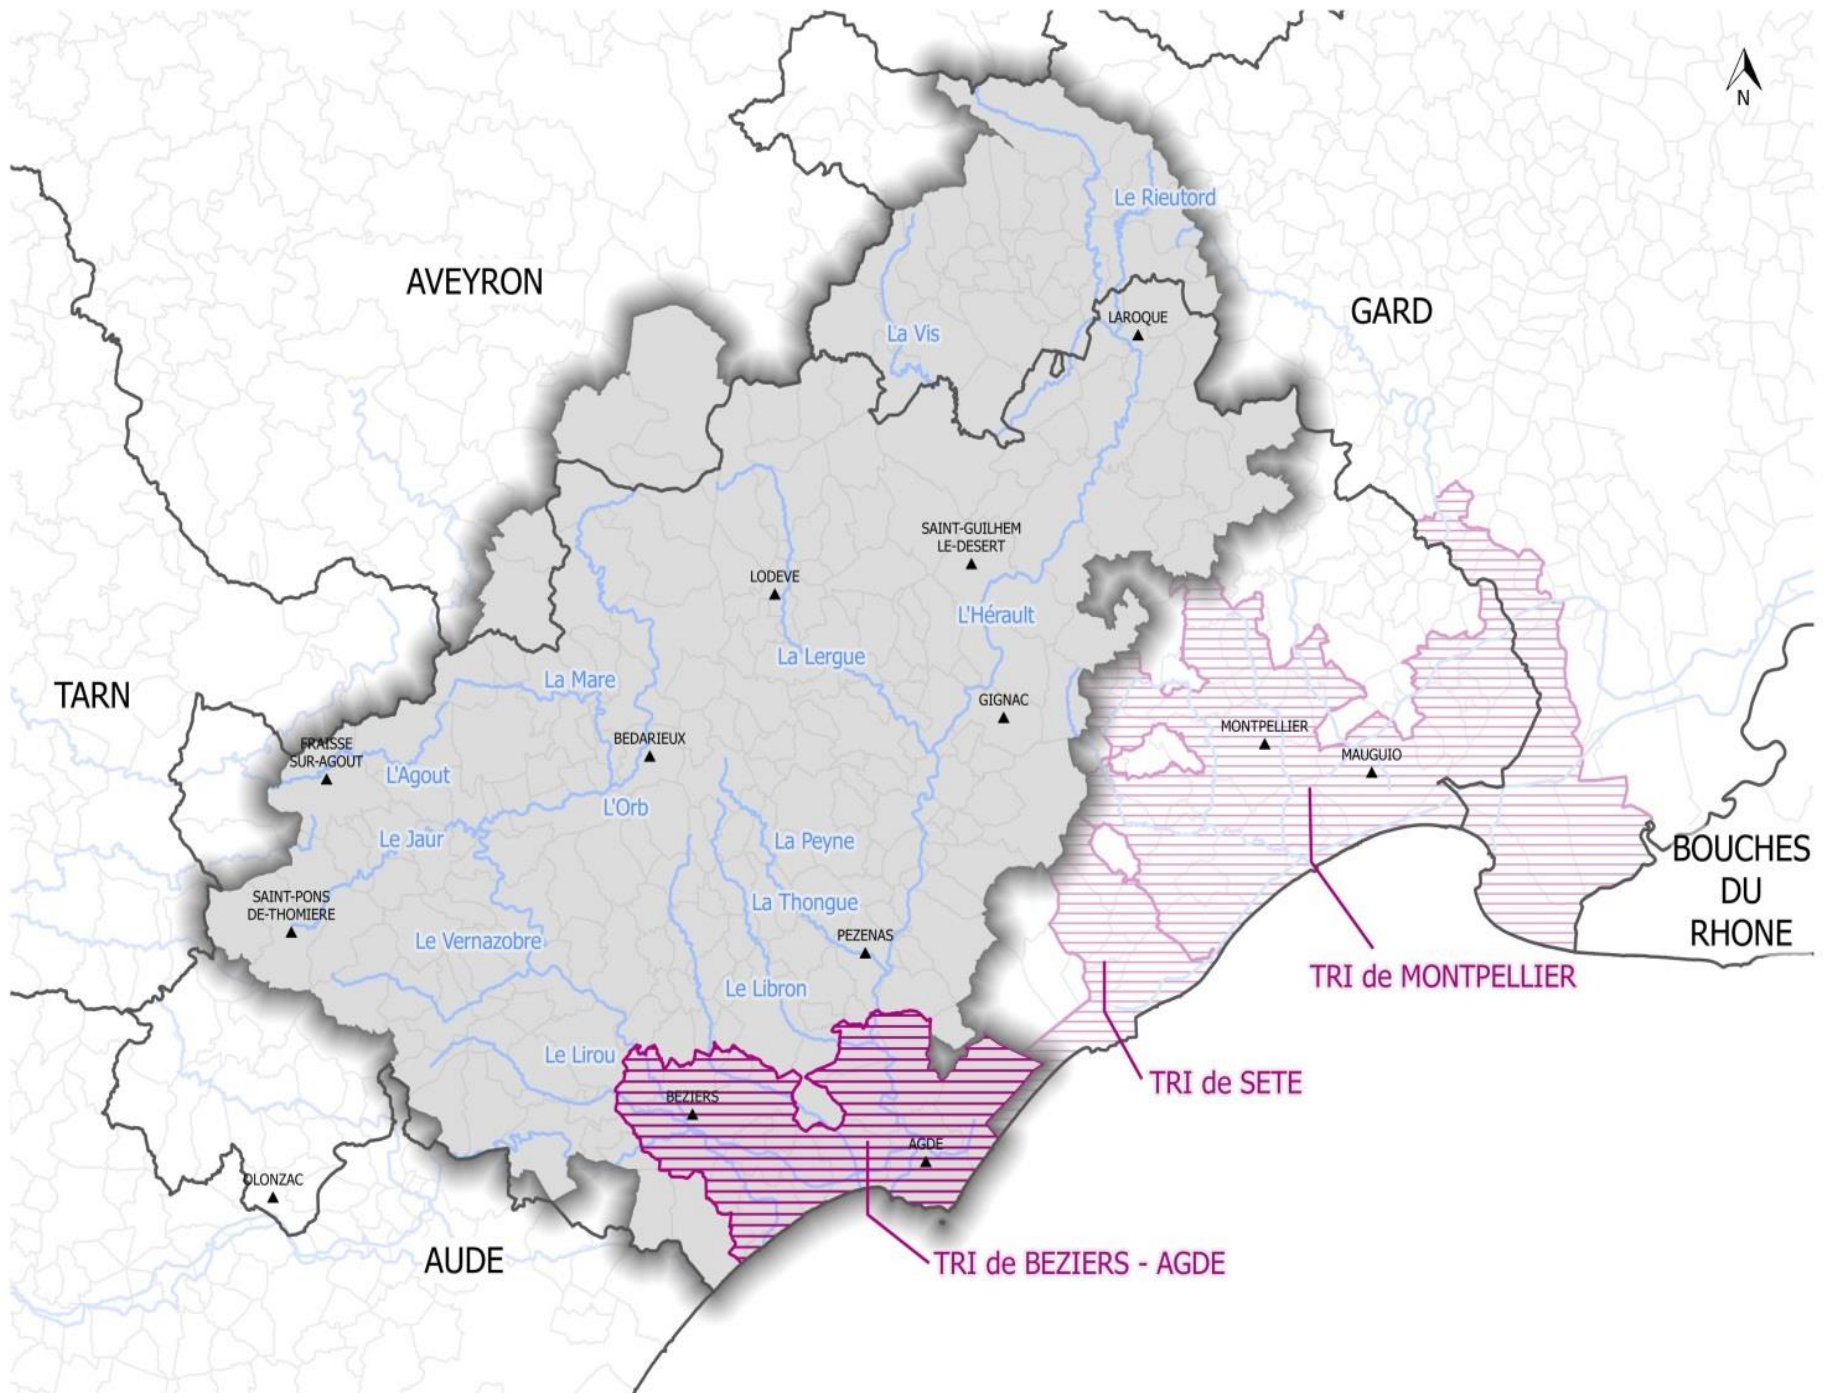 N
Le Rieutord
AVEYRON
GARD
LAROQUE
La Vis
SAINT-GUILHEM
LE-DESERT
LODEVE
L'Hérault
La Lergue
La Mare
TARN
GIGNAC
MONTPELLIER
BEDARIEUX
FRAISSE
SUR-AGOUT
MAUGUIO
L'Agout
L'Orb
Le Jaur
La Peyne
BOUCHES
DU
RHONE
SAINT-PONS
DE-THOMIERE
La Thongue
PEZENAS
Le Vernazobre
TRI de MONTPELLIER
Le Libron
Le Lirou
TRI de SETE
BEZIERS
AGDE
OLONZAC
AUDE
TRI de BEZIERS - AGDE